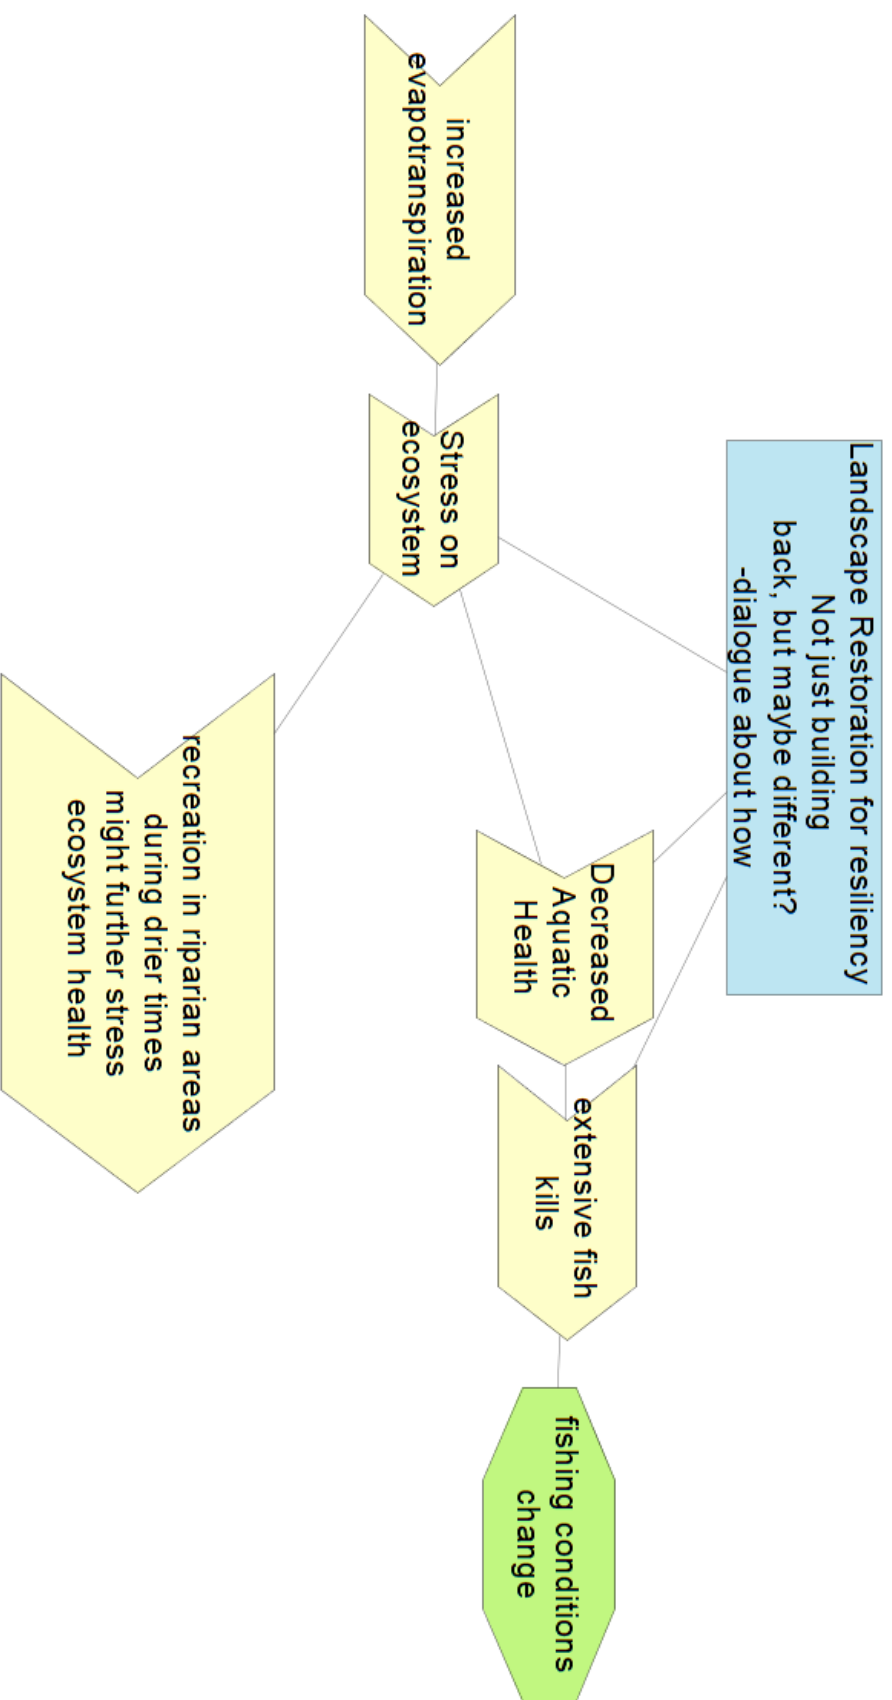 Landscape Restoration for resiliency
Not just building
back, but maybe different?
-dialogue about how
increased
evapotranspiration
Stress on
ecosystem
Decreased
Aquatic
Health
extensive fish
kills
fishing conditions
change
recreation in riparian areas
during drier times
might further stress
ecosystem health